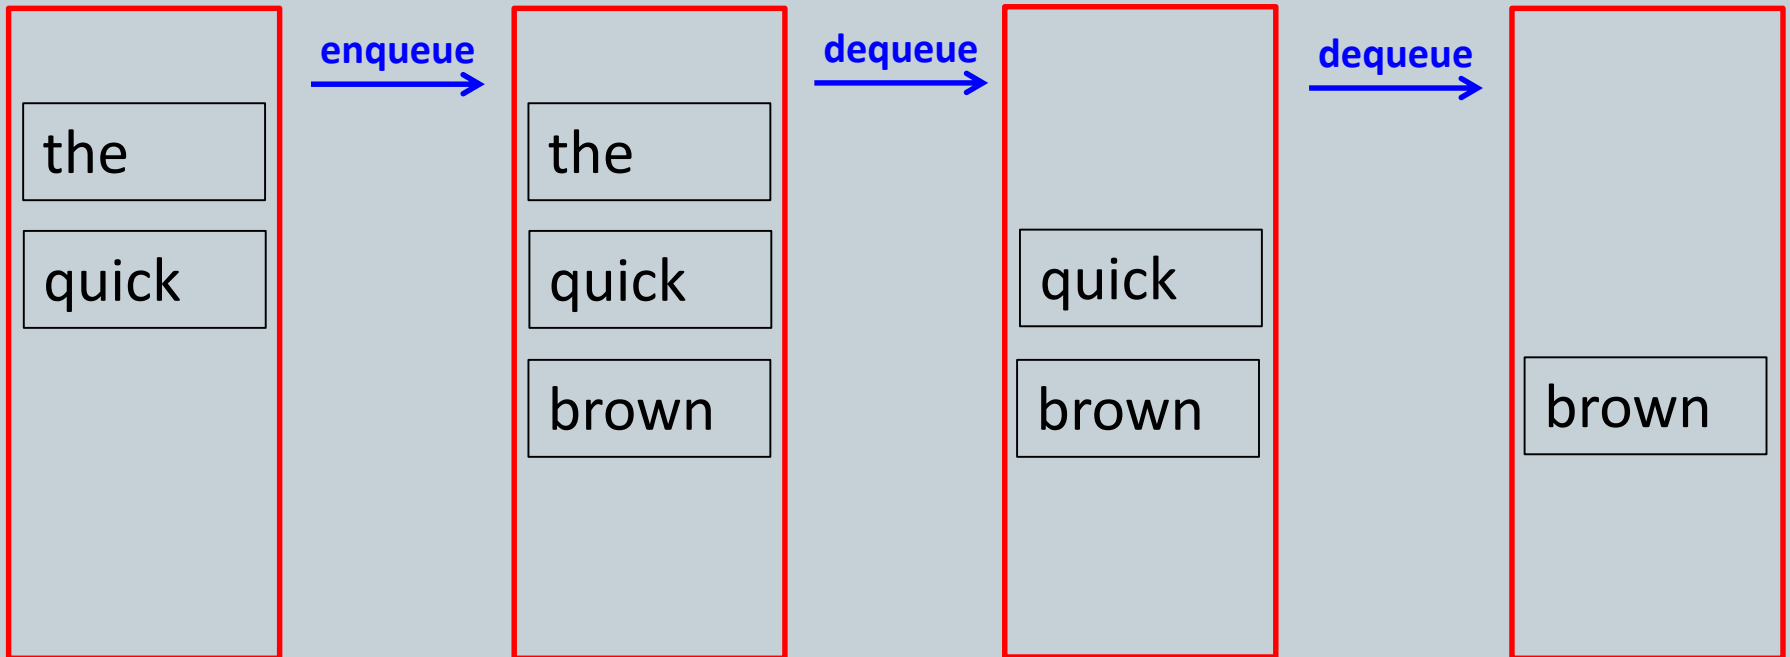 enqueue
dequeue
dequeue
the
the
quick
quick
quick
brown
brown
brown